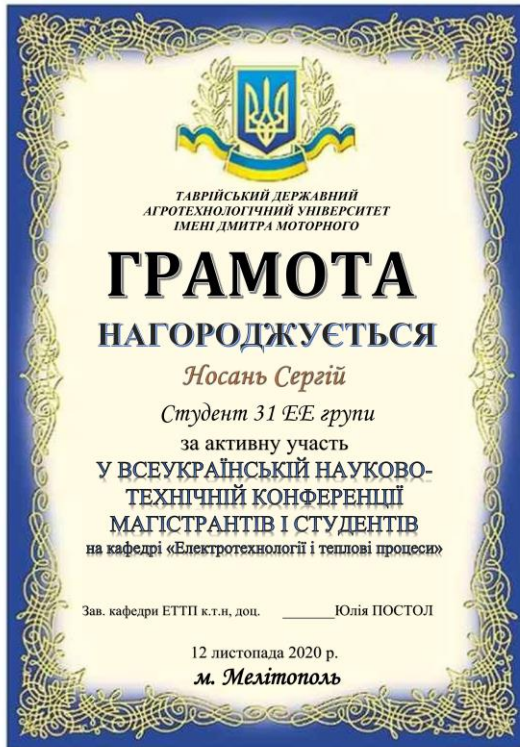 ТАВРІЙСЬКИЙ ДЕРЖАВНИЙ
АГРОТЕХНОЛОГІЧНИЙ УНІВЕРСИТЕТ
ІМЕНІ ДМИТРА МОТОРНОГО
ГРАМОТА
НАГОРОДЖУЄТЬСЯ
Носань Сергій
Студент 31 ЕЕ групи
за активну участь
У ВСЕУКРАЇНСЬКІЙ НАУКОВО-
ТЕХНІЧНІЙ КОНФЕРЕНЦІЇ
МАГІСТРАНТІВ І СТУДЕНТІВ
на кафедрі «Електротехнології і теплові процеси»
Зав. кафедри ЕТТП к.т.н, доц. _______Юлія ПОСТОЛ
12 листопада 2020 р.
м. Мелітополь